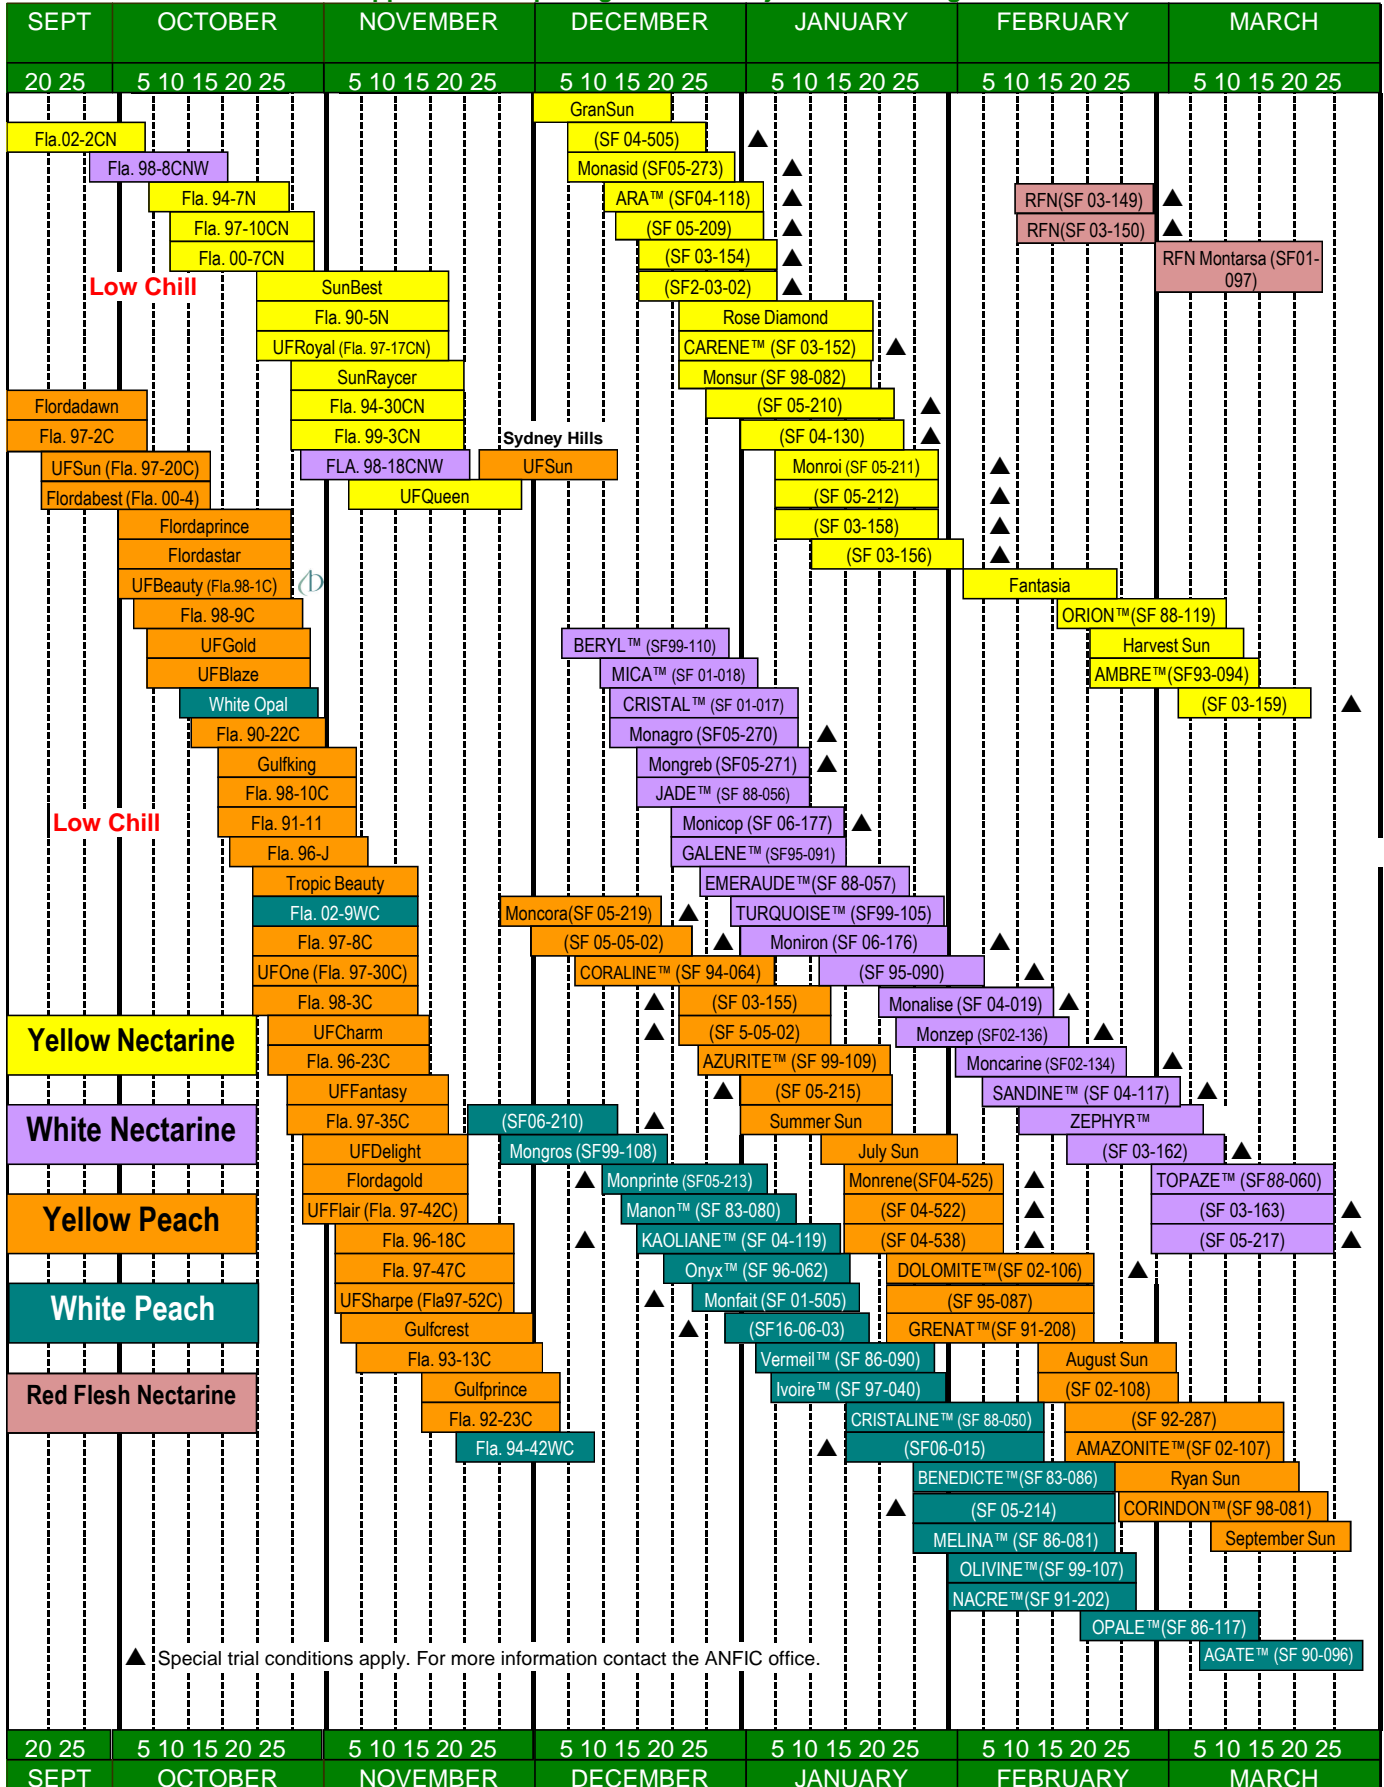 SEPT OCTOBER NOVEMBER DECEMBER JANUARY FEBRUARY MARCH
20 25 5 10 15 20 25 5 10 15 20 25 5 10 15 20 25 5 10 15 20 25 5 10 15 20 25 5 10 15 20 25
GranSun
Fla.02-2CN (SF 04-505) ▲
Fla. 98-8CNW Monasid (SF05-273) ▲
Fla. 94-7N ARA™ (SF04-118) ▲ RFN(SF 03-149) ▲
Fla. 97-10CN (SF 05-209) ▲ RFN(SF 03-150) ▲
Fla. 00-7CN (SF 03-154) ▲ RFN Montarsa (SF01-
097)
Low Chill SunBest (SF2-03-02) ▲
Fla. 90-5N Rose Diamond
UFRoyal (Fla. 97-17CN) CARENE™ (SF 03-152) ▲
SunRaycer Monsur (SF 98-082)
Flordadawn Fla. 94-30CN (SF 05-210) ▲
Fla. 97-2C Fla. 99-3CN Sydney Hills (SF 04-130) ▲
UFSun (Fla. 97-20C) FLA. 98-18CNW UFSun Monroi (SF 05-211) ▲
Flordabest (Fla. 00-4) UFQueen (SF 05-212) ▲
Flordaprince (SF 03-158) ▲
Flordastar (SF 03-156) ▲
UFBeauty (Fla.98-1C) Fantasia
Fla. 98-9C ORION™(SF 88-119)
UFGold BERYL™ (SF99-110) Harvest Sun
UFBlaze MICA™ (SF 01-018) AMBRE™(SF93-094)
White Opal CRISTAL™ (SF 01-017) (SF 03-159) ▲
Fla. 90-22C Monagro (SF05-270) ▲
Gulfking Mongreb (SF05-271) ▲
Fla. 98-10C JADE™ (SF 88-056)
Low Chill Fla. 91-11 Monicop (SF 06-177) ▲
Fla. 96-J GALENE™ (SF95-091)
Tropic Beauty EMERAUDE™(SF 88-057)
Fla. 02-9WC Moncora(SF 05-219) ▲ TURQUOISE™ (SF99-105)
Fla. 97-8C (SF 05-05-02) ▲ Moniron (SF 06-176) ▲
UFOne (Fla. 97-30C) CORALINE™ (SF 94-064) (SF 95-090) ▲
Fla. 98-3C ▲ (SF 03-155) Monalise (SF 04-019) ▲
Yellow Nectarine UFCharm ▲ (SF 5-05-02) Monzep (SF02-136) ▲
Fla. 96-23C AZURITE™ (SF 99-109) Moncarine (SF02-134) ▲
UFFantasy ▲ (SF 05-215) SANDINE™ (SF 04-117) ▲
White Nectarine Fla. 97-35C (SF06-210) ▲ Summer Sun ZEPHYR™
UFDelight Mongros (SF99-108) July Sun (SF 03-162) ▲
Flordagold ▲ Monprinte (SF05-213) Monrene(SF04-525) ▲ TOPAZE™ (SF88-060)
Yellow Peach UFFlair (Fla. 97-42C) Manon™ (SF 83-080) (SF 04-522) ▲ (SF 03-163) ▲
Fla. 96-18C ▲ KAOLIANE™ (SF 04-119) (SF 04-538) ▲ (SF 05-217) ▲
Fla. 97-47C Onyx™ (SF 96-062) DOLOMITE™(SF 02-106) ▲
White Peach UFSharpe (Fla97-52C) ▲ Monfait (SF 01-505) (SF 95-087)
Gulfcrest ▲ (SF16-06-03) GRENAT™(SF 91-208)
Fla. 93-13C Vermeil™ (SF 86-090) August Sun
Red Flesh Nectarine Gulfprince Ivoire™ (SF 97-040) (SF 02-108)
Fla. 92-23C CRISTALINE™ (SF 88-050) (SF 92-287)
Fla. 94-42WC ▲ (SF06-015) AMAZONITE™(SF 02-107)
BENEDICTE™(SF 83-086) Ryan Sun
▲ (SF 05-214) CORINDON™(SF 98-081)
MELINA™ (SF 86-081) September Sun
OLIVINE™(SF 99-107)
NACRE™(SF 91-202)
OPALE™(SF 86-117)
▲ Special trial conditions apply. For more information contact the ANFIC office. AGATE™ (SF 90-096)
20 25 5 10 15 20 25 5 10 15 20 25 5 10 15 20 25 5 10 15 20 25 5 10 15 20 25 5 10 15 20 25
SEPT OCTOBER NOVEMBER DECEMBER JANUARY FEBRUARY MARCH